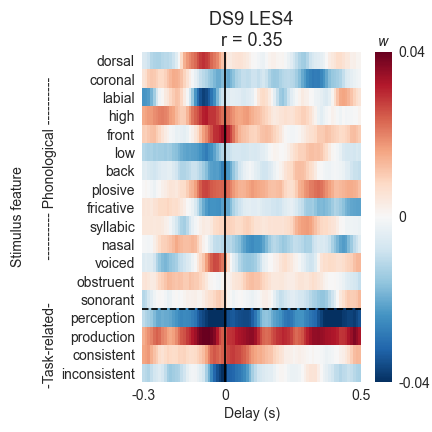 DS9 LES4
r = 0.35
w
dorsal
coronal
labial
high
front
low
back
plosive
fricative
syllabic
nasal
voiced
obstruent
sonorant
perception
production
consistent
inconsistent
Stimulus feature
---------- Phonological ----------
-Task-related-
0.04
0
-0.04
-0.3
0
0.5
Delay (s)